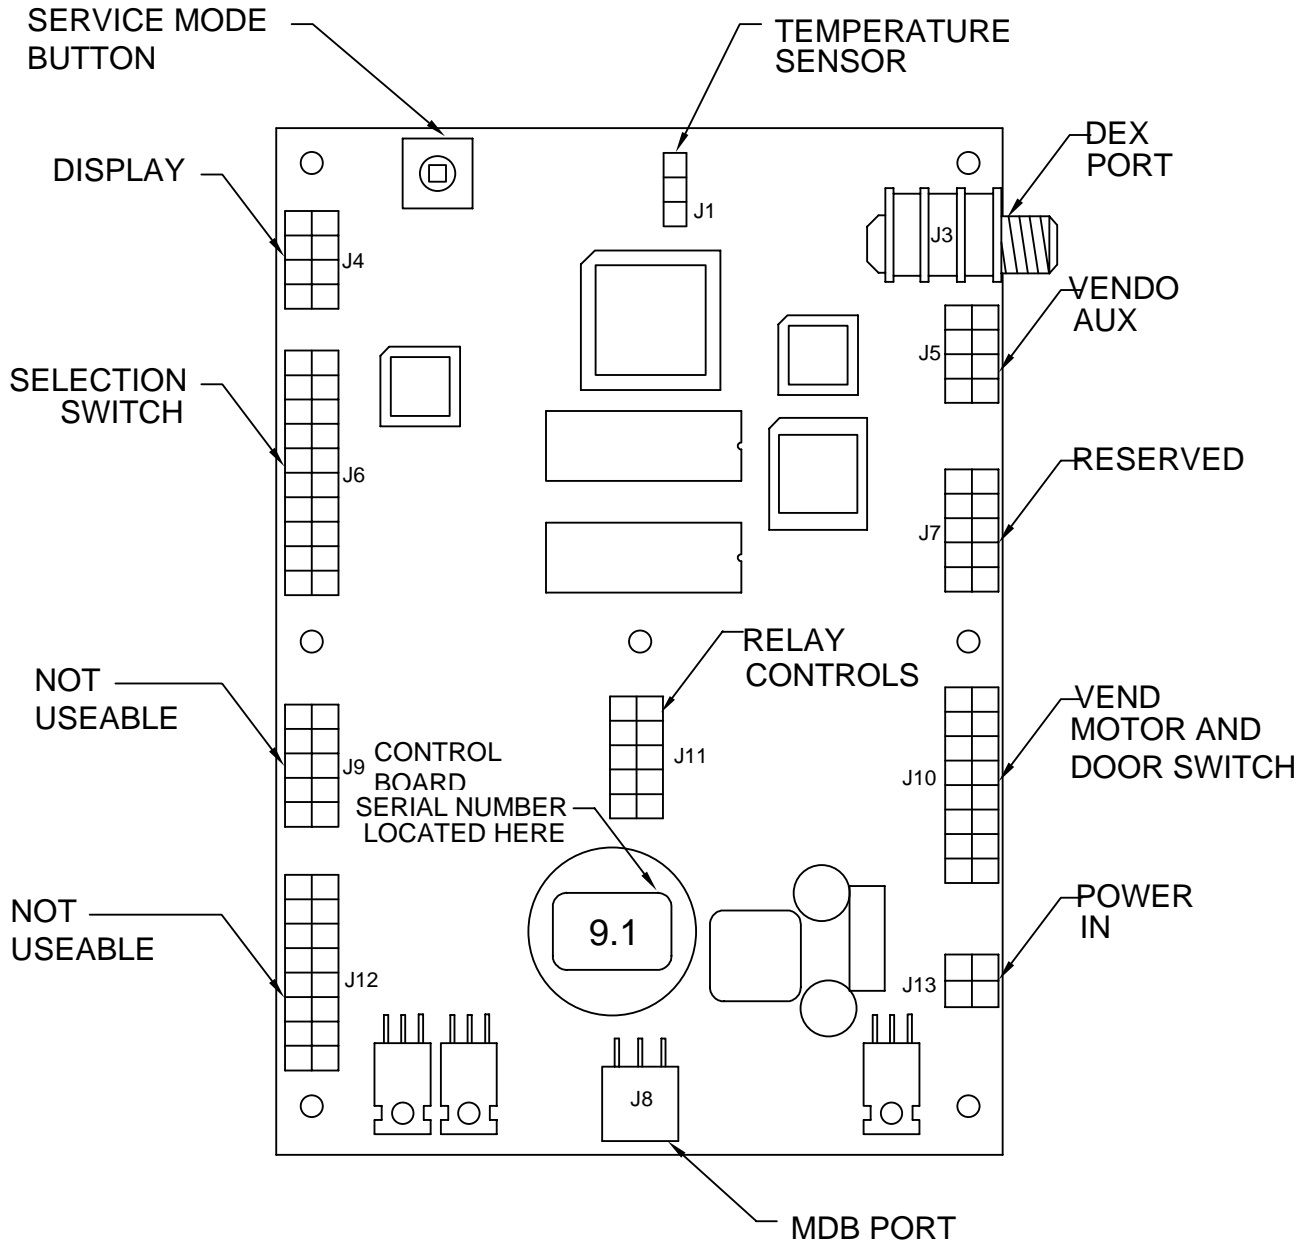 SERVICE MODE
BUTTON
TEMPERATURE
SENSOR
DEX
PORT
DISPLAY
J1
J3
J4
VENDO
AUX
J5
SELECTION
SWITCH
J6
RESERVED
J7
RELAY
CONTROLS
NOT
USEABLE
VEND
MOTOR AND
DOOR SWITCH
J9
CONTROL
BOARD
SERIAL NUMBER
LOCATED HERE
J11
J10
NOT
USEABLE
9.1
POWER
IN
J12
J13
J8
MDB PORT